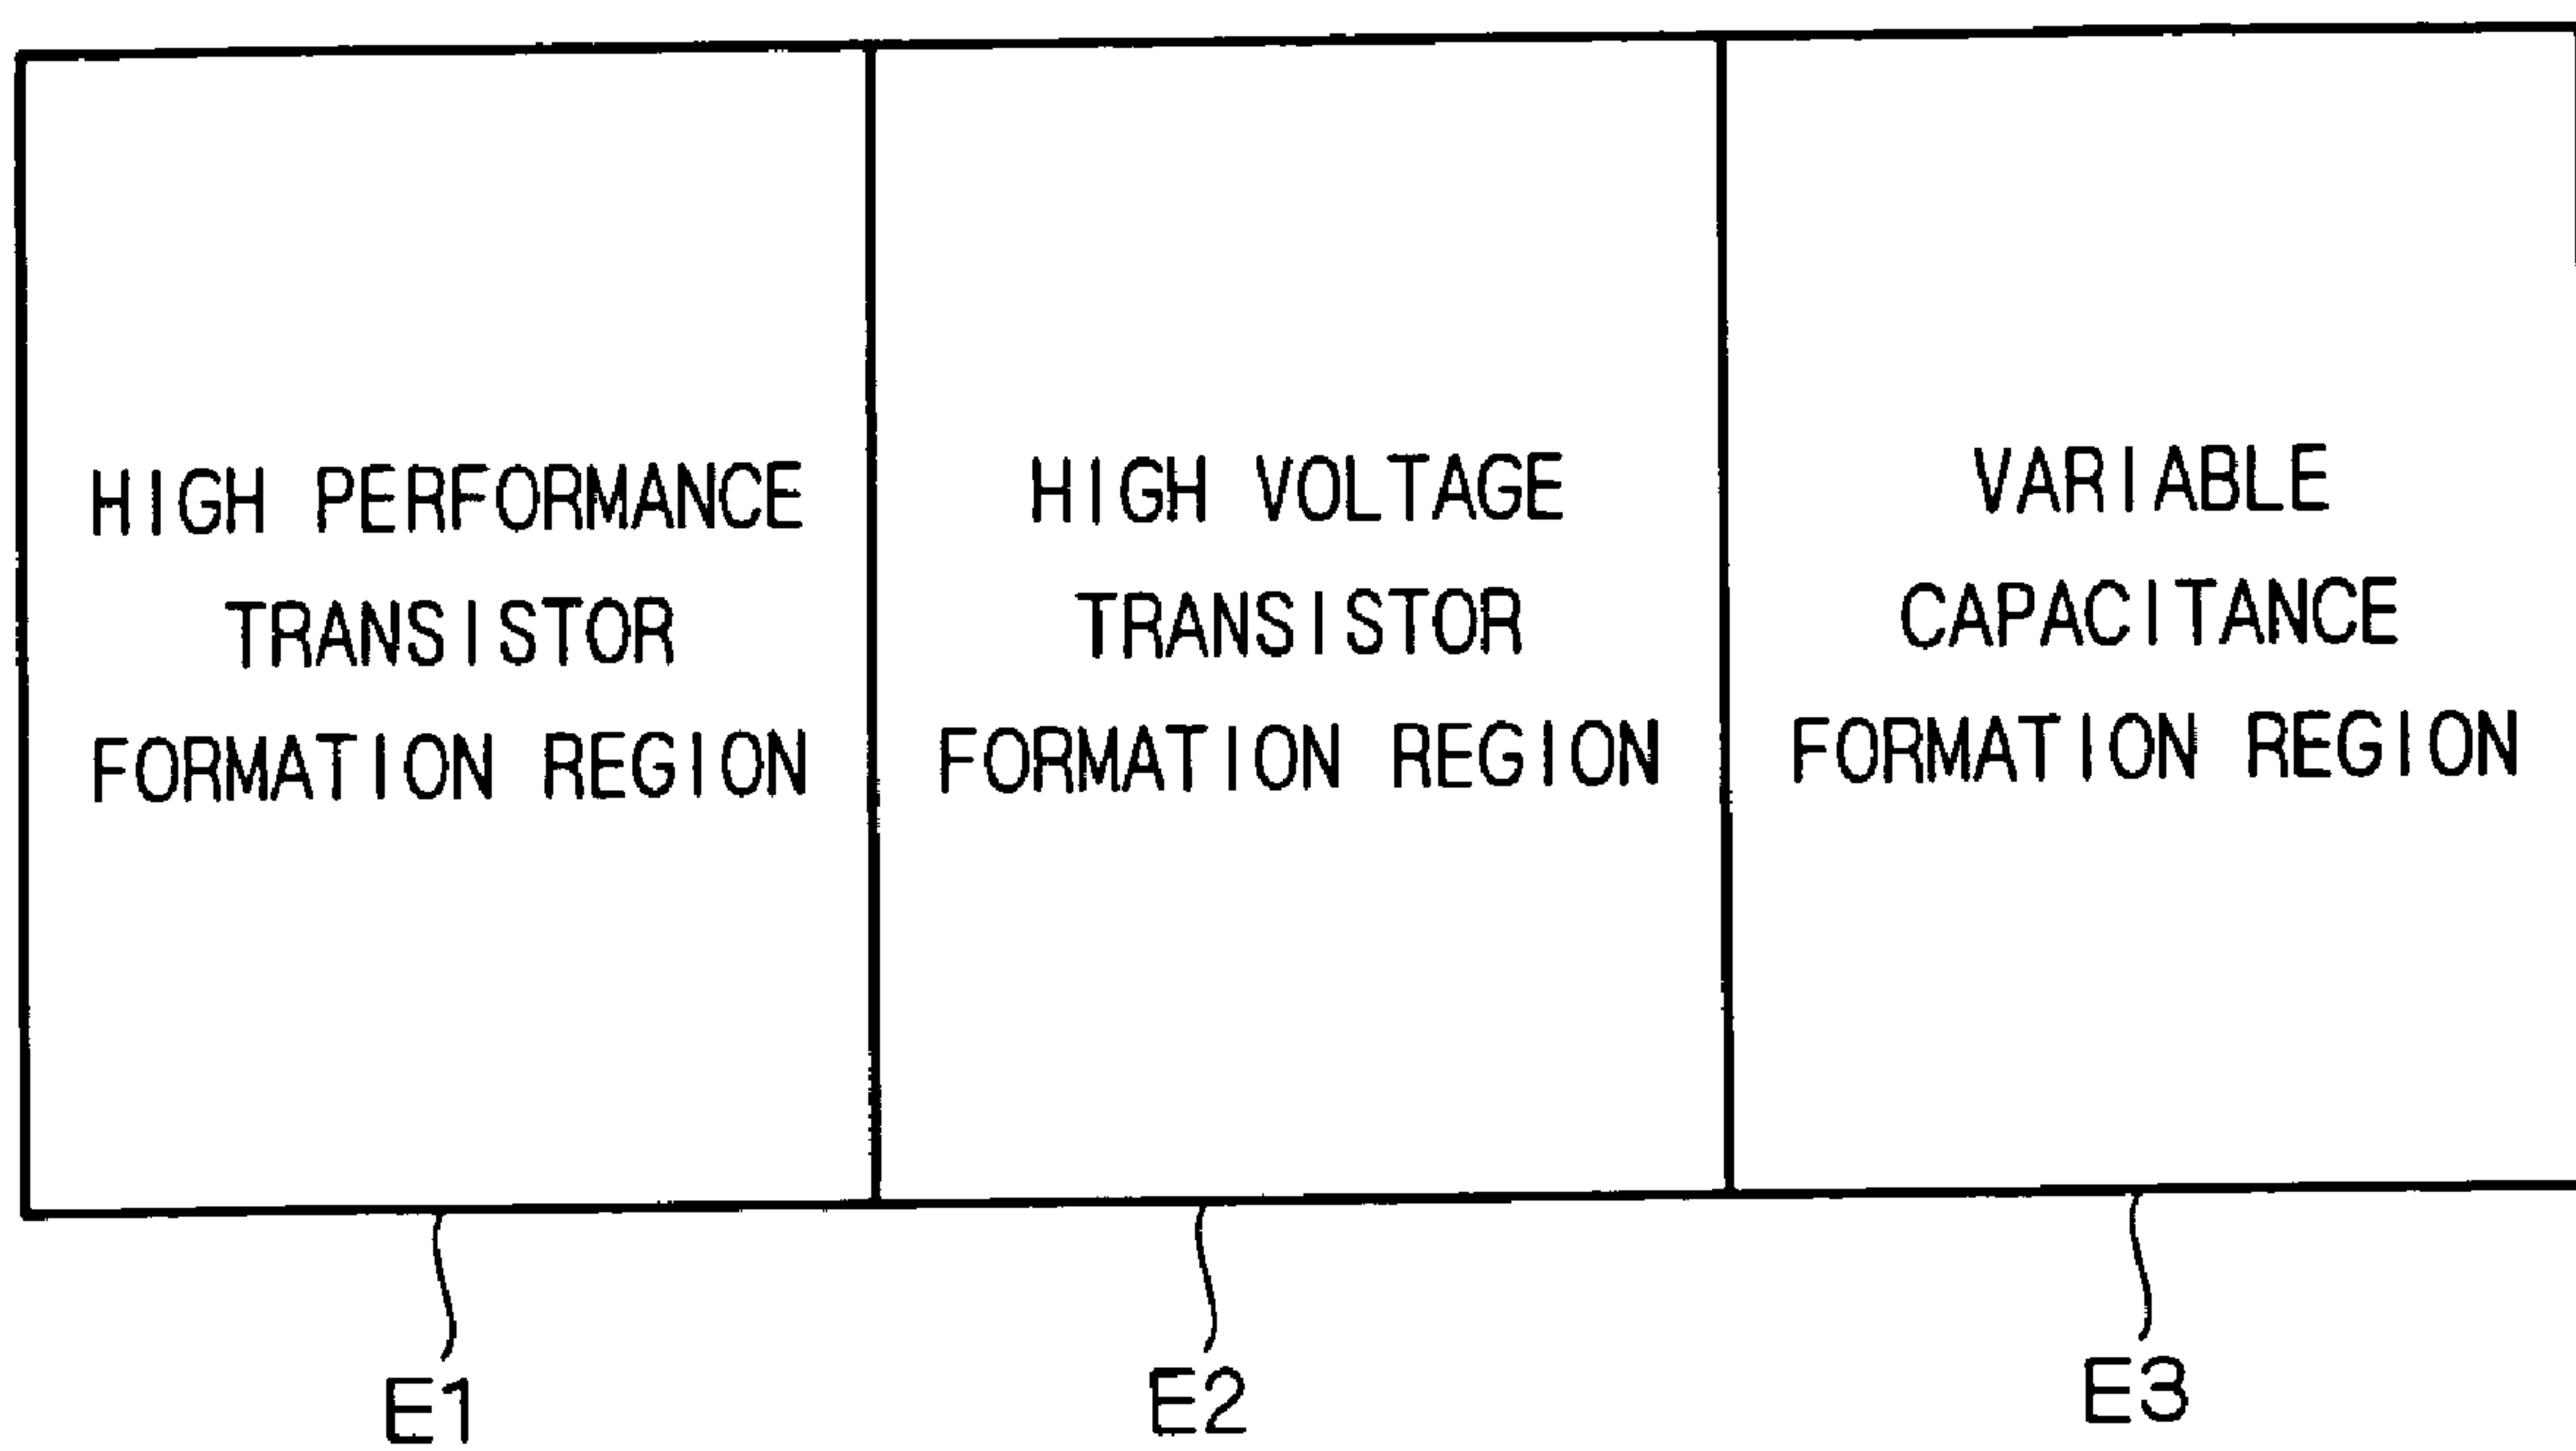 HIGH PERFORMANCE
TRANSISTOR
FORMATION REGION
HIGH VOLTAGE
TRANSISTOR
FORMATION REGION
VARIABLE
CAPACITANCE
FORMATION REGION
E1
E2
E3